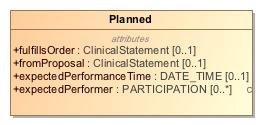 Planned
attributes
+fulfillsOrder : ClinicalStatement [0..1]
+fromProposal : ClinicalStatement [0..1]
+expectedPerformanceTime : DATE_TIME [0..1]
+expectedPerformer : PARTICIPATION [0..*]